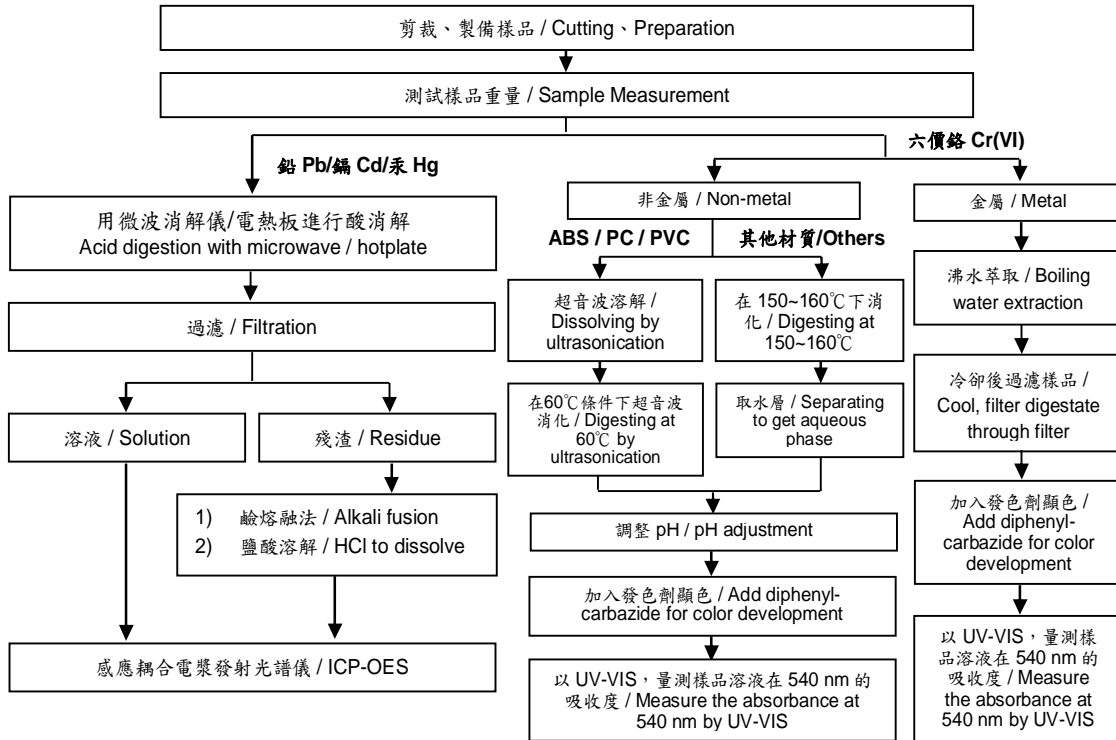 剪裁、製備樣品 / Cutting、Preparation
測試樣品重量 / Sample Measurement
鉛 Pb/鎘 Cd/汞 Hg
六價鉻 Cr(VI)
用微波消解儀/電熱板進行酸消解
Acid digestion with microwave / hotplate
過濾 / Filtration
溶液 / Solution
殘渣 / Residue
1) 鹼熔融法 / Alkali fusion
2) 鹽酸溶解 / HCl to dissolve
感應耦合電漿發射光譜儀 / ICP-OES
非金屬 / Non-metal
ABS / PC / PVC
其他材質/Others
超音波溶解 /
Dissolving by
ultrasonication
在60℃條件下超音波
消化 / Digesting at
60℃ by
ultrasonication
在 150~160℃下消
化 / Digesting at
150~160℃
取水層 / Separating
to get aqueous
phase
調整 pH / pH adjustment
加入發色劑顯色 / Add diphenyl-
carbazide for color development
以 UV-VIS，量測樣品溶液在 540 nm 的
吸收度 / Measure the absorbance at
540 nm by UV-VIS
金屬 / Metal
沸水萃取 / Boiling
water extraction
冷卻後過濾樣品 /
Cool, filter digestate
through filter
加入發色劑顯色 /
Add diphenyl-
carbazide for color
development
以 UV-VIS，量測樣
品溶液在 540 nm 的
吸收度 / Measure
the absorbance at
540 nm by UV-VIS